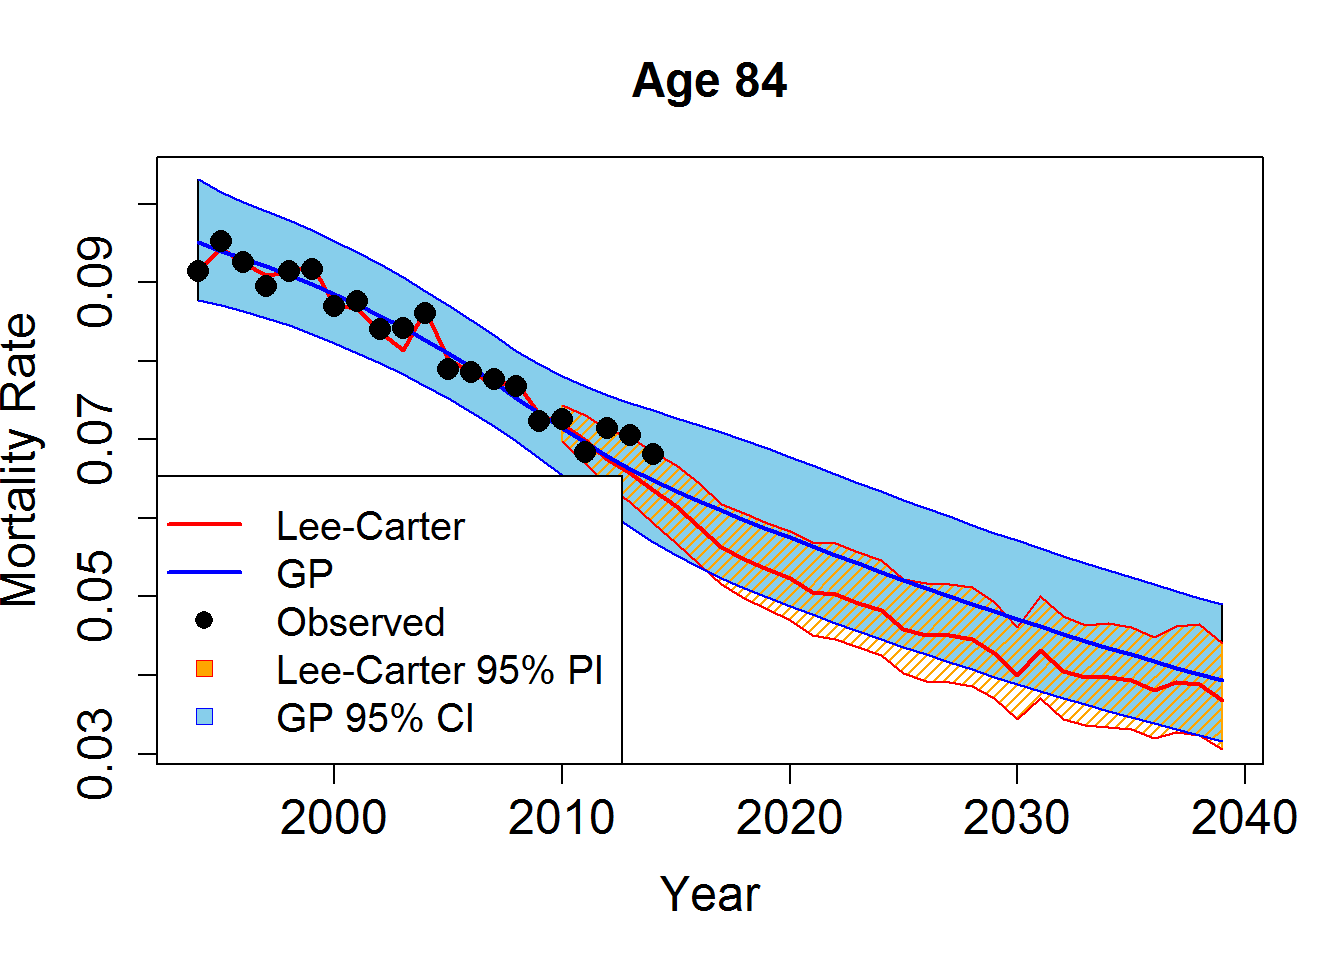 Age 84
Mortality Rate
0.09
0.07
0.05
0.03
Lee-Carter
GP
Observed
Lee-Carter 95% PI
GP 95% CI
2000 2010 2020 2030 2040
Year